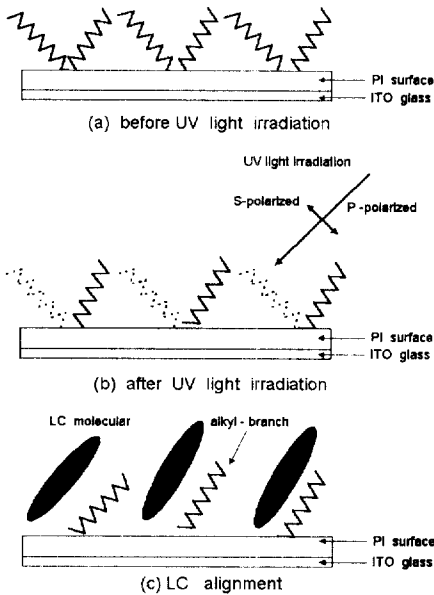 PI surface
ITO glass
(a) before UV light irradiation
UV light Irradiation
S-polarized
P-polarized
PI surface
ITO glass
(b) after UV light irradiation
LC molecular
alkyl-branch
PI surface
ITO glass
(c) LC alignment